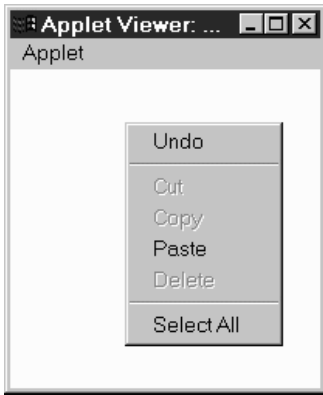 Applet Viewer: ...
Applet
Undo
Cut
Copy
Paste
Delete
Select All